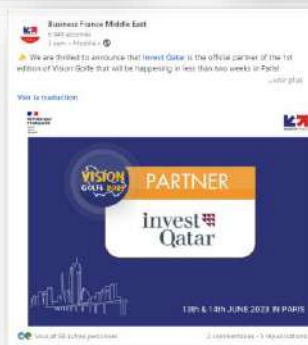 Business France Middle East
We are thrilled to announce that Invest Qatar is the official partner of the 1st
edition of Vision Golfe that will be happening in less than two weeks in Paris!
...voir plus
Voir la traduction
VISION
GOLFE 2023
PARTNER
invest
Qatar
13th & 14th JUNE 2023 IN PARIS